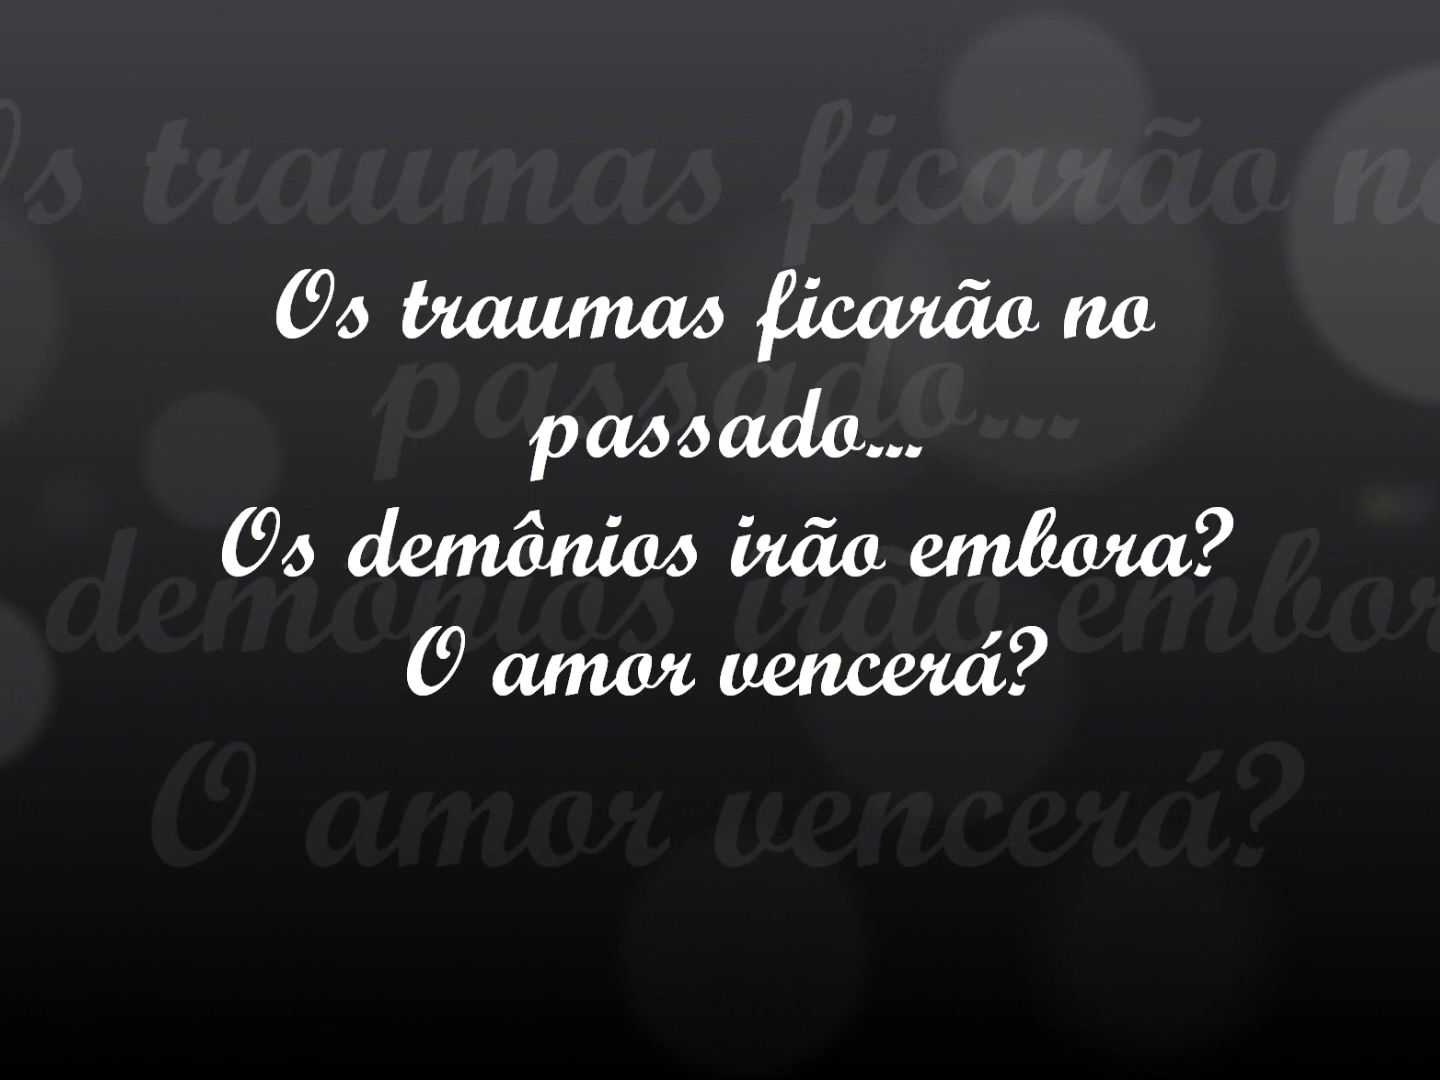 Os traumas ficarão no
passado...
Os demônios irão embora?
O amor vencerá?